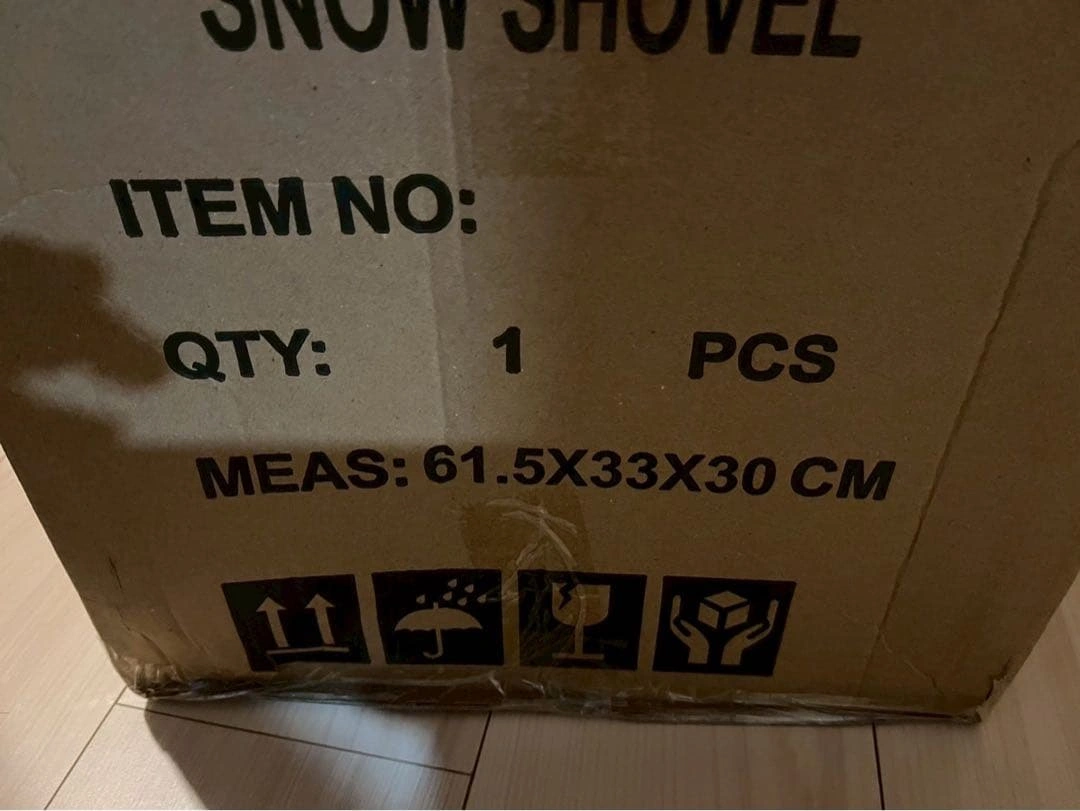 SNOW SHOVEL
ITEM NO:
QTY: 1 PCS
MEAS: 61.5X33X30 CM